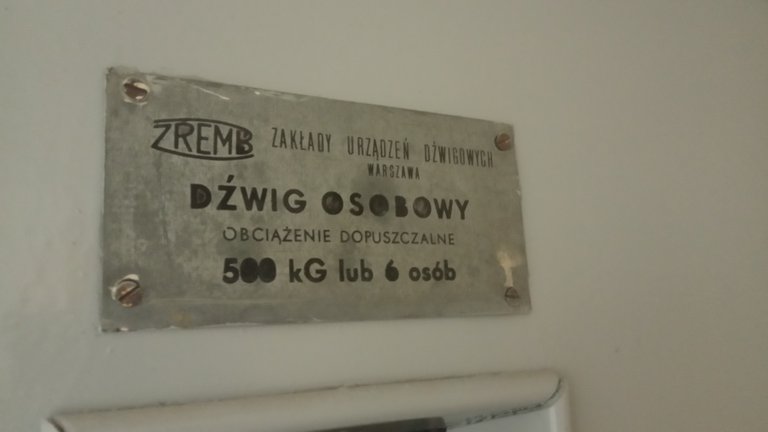 ZREMB ZAKŁADY URZĄDZEŃ DŹWIGOWYCH
WARSZAWA
DŹWIG OSOBOWY
OBCIĄŻENIE DOPUSZCZALNE
500 kG lub 6 osób